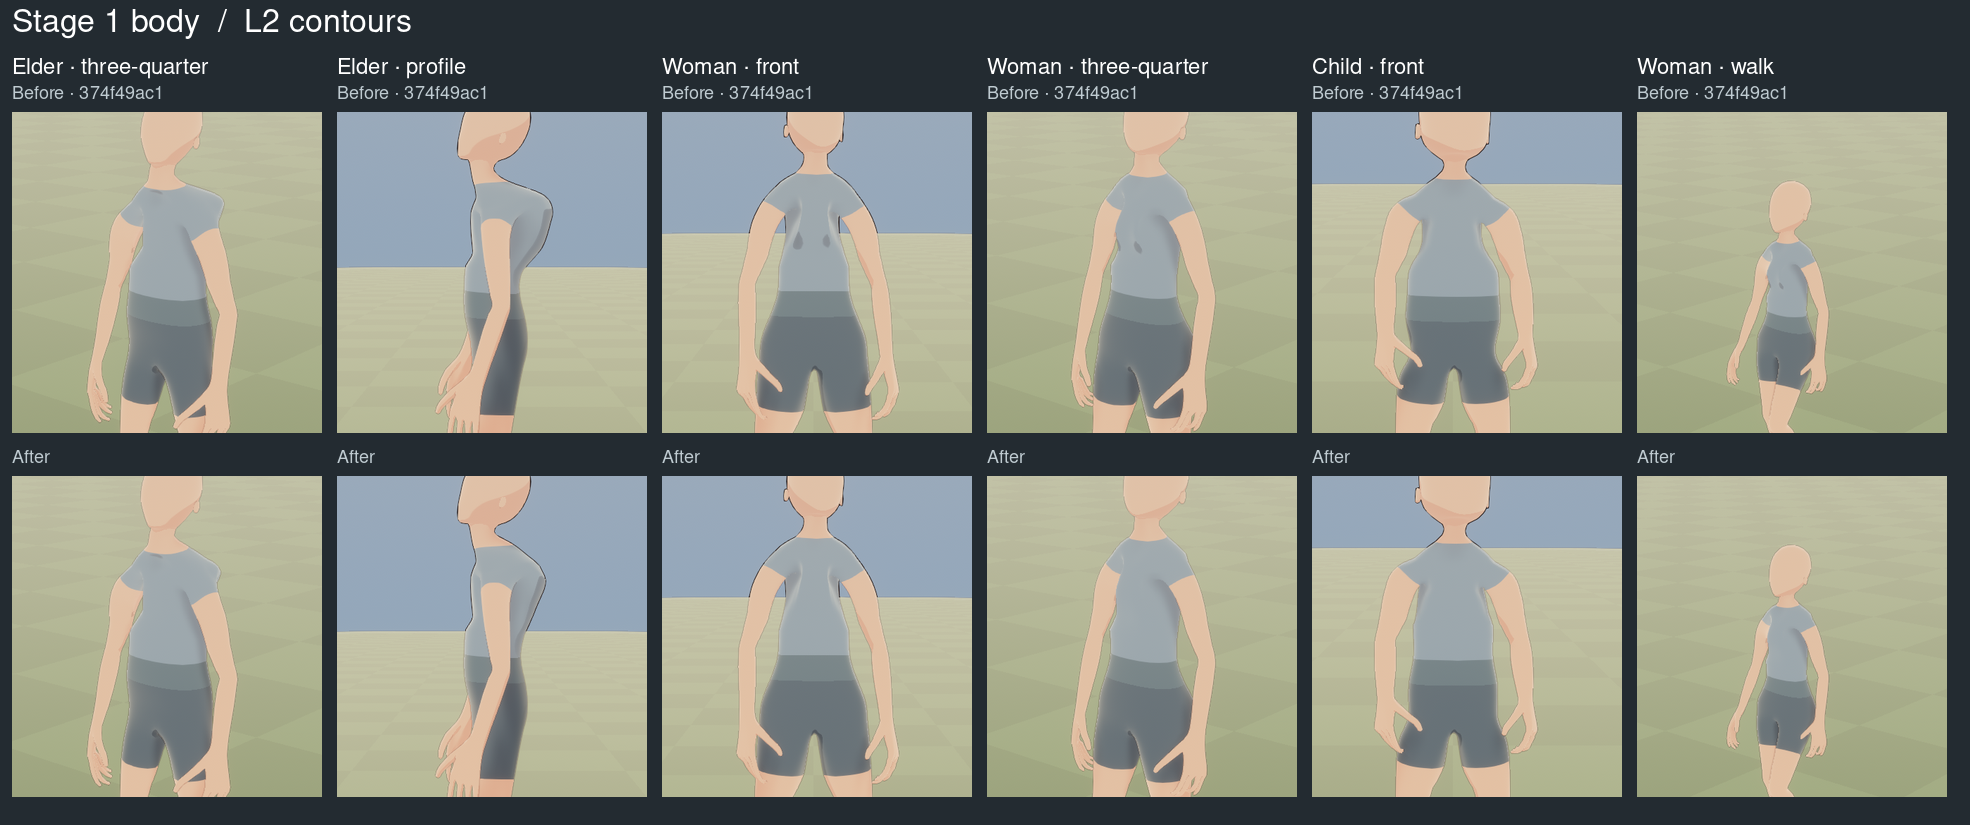 Stage 1 body / L2 contours
Elder · three-quarter
Before · 374f49ac1
Elder · profile
Before · 374f49ac1
Woman · front
Before · 374f49ac1
Woman · three-quarter
Before · 374f49ac1
Child · front
Before · 374f49ac1
Woman · walk
Before · 374f49ac1
After
After
After
After
After
After